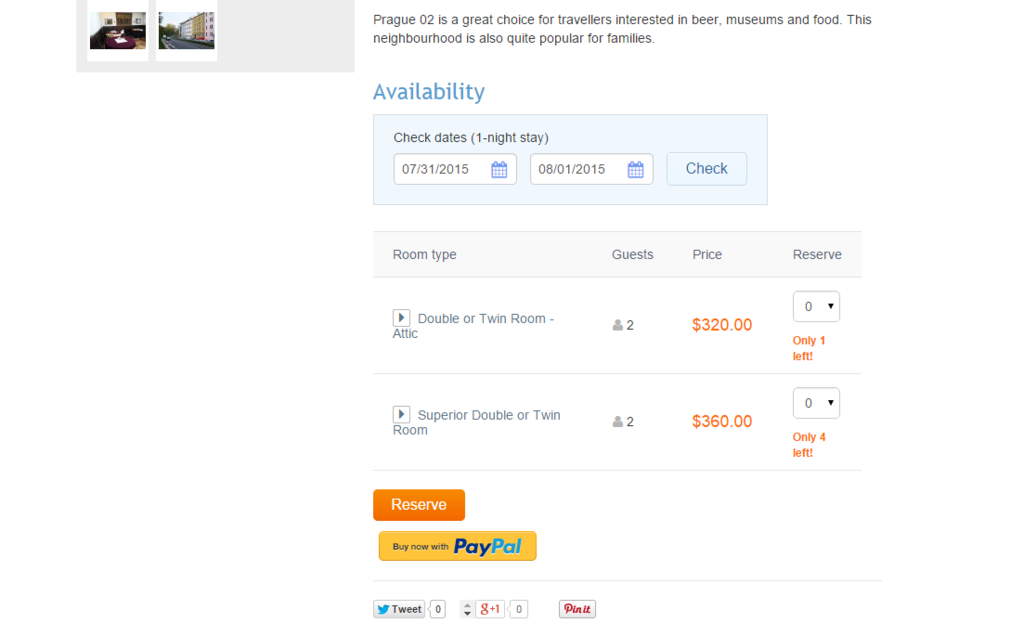 Prague 02 is a great choice for travellers interested in beer, museums and food. This
neighbourhood is also quite popular for families.
Availability
Check dates (1-night stay)
07/31/2015 08/01/2015 Check
Room type Guests Price Reserve
Double or Twin Room -
Attic
2 $320.00 0
Only 1
left!
Superior Double or Twin
Room
2 $360.00 0
Only 4
left!
Reserve
Buy now with PayPal
Tweet 0 g+1 0 Pin it